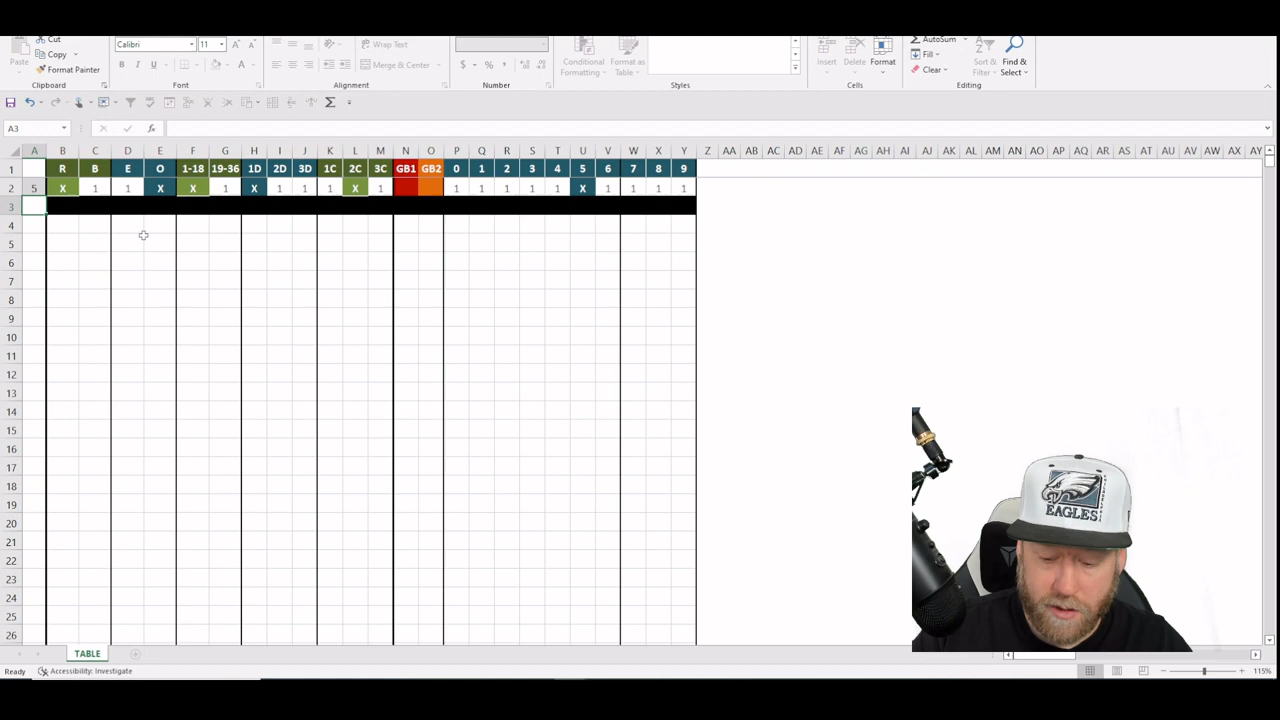 Cut
Copy
Format Painter
Paste
Clipboard
Calibri 11 A A
B I U A
Font
Wrap Text
Merge & Center
Alignment
$ % ,
Number
Conditional Formatting
Format as Table
Styles
Insert Delete Format
Cells
AutoSum
Fill
Clear
Sort & Filter
Find & Select
Editing
A3 fx
A B C D E F G H I J K L M N O P Q R S T U V W X Y Z AA AB AC AD AE AF AG AH AI AJ AK AL AM AN AO AP AQ AR AS AT AU AV AW AX AY
1 R B E O 1-18 19-36 1D 2D 3D 1C 2C 3C GB1 GB2 0 1 2 3 4 5 6 7 8 9
2 5 X 1 1 X X 1 X 1 1 1 X 1 1 1 1 1 1 X 1 1 1 1
3
4
5
6
7
8
9
10
11
12
13
14
15
16
17
18
19
20
21
22
23
24
25
26
EAGLES
TABLE
Ready Accessibility: Investigate 115%